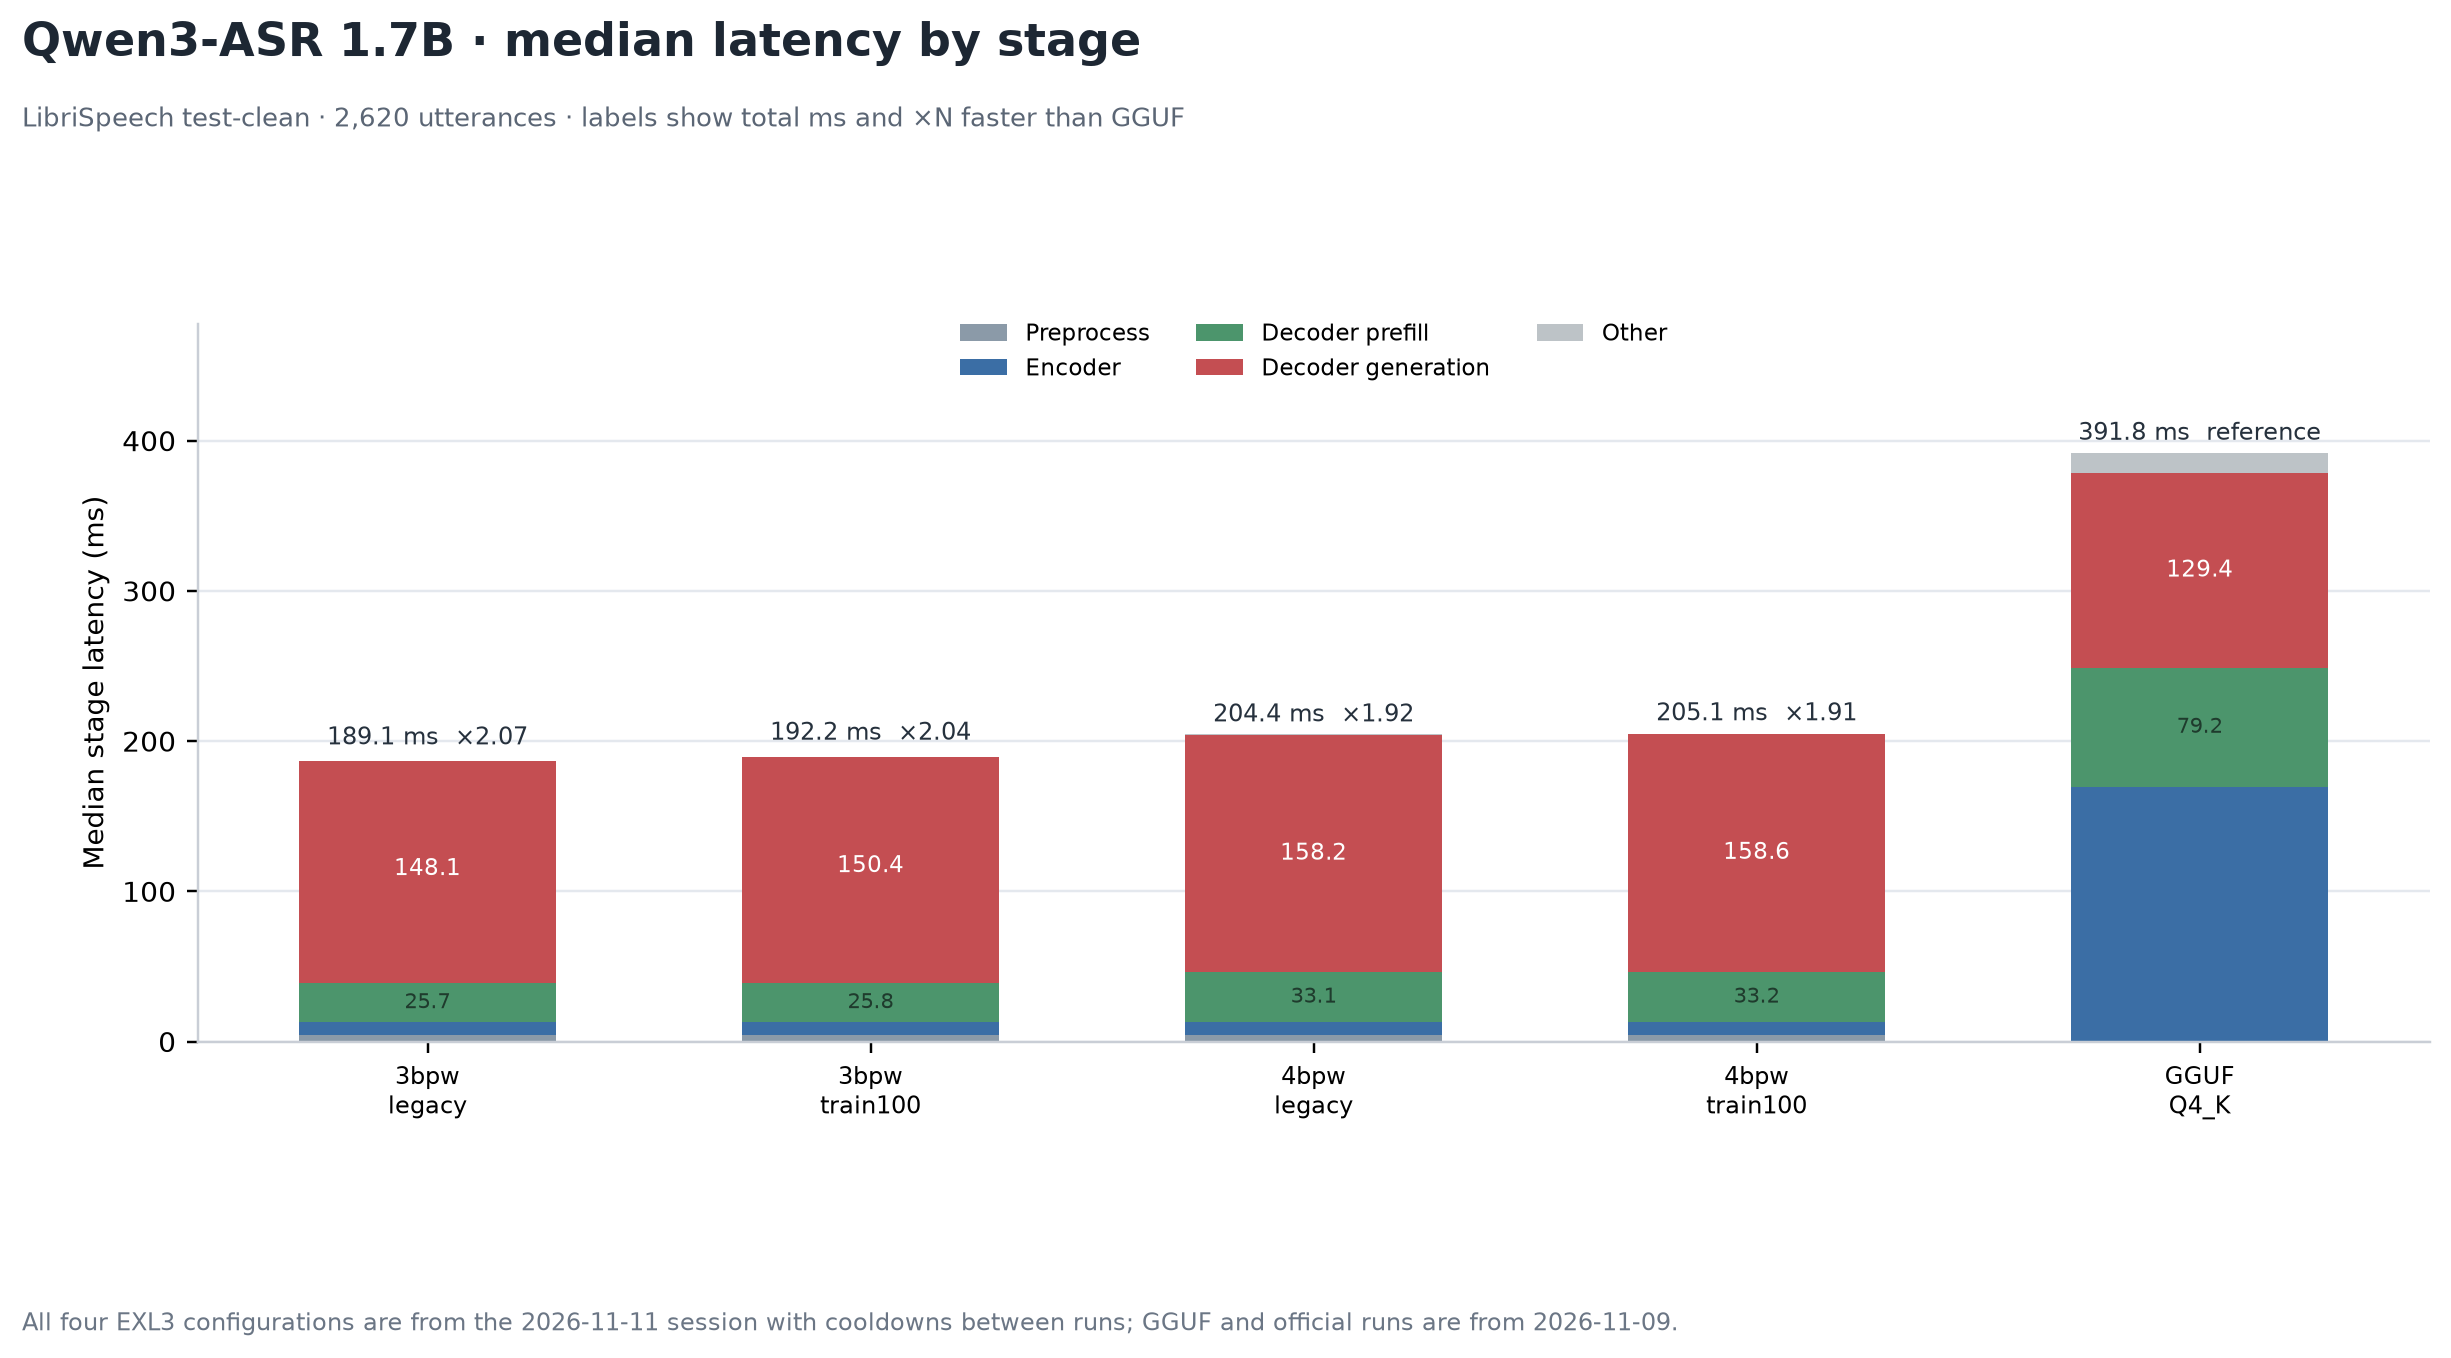 Qwen3-ASR 1.7B · median latency by stage
LibriSpeech test-clean · 2,620 utterances · labels show total ms and ×N faster than GGUF
Preprocess
Encoder
Decoder prefill
Decoder generation
Other
Median stage latency (ms)
400
300
200
100
0
189.1 ms ×2.07
148.1
25.7
192.2 ms ×2.04
150.4
25.8
204.4 ms ×1.92
158.2
33.1
205.1 ms ×1.91
158.6
33.2
391.8 ms reference
129.4
79.2
3bpw
legacy
3bpw
train100
4bpw
legacy
4bpw
train100
GGUF
Q4_K
All four EXL3 configurations are from the 2026-11-11 session with cooldowns between runs; GGUF and official runs are from 2026-11-09.